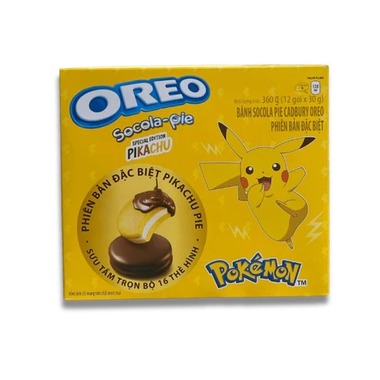 OREO
Socola-Pie
SPECIAL EDITION
PIKACHU
360 g (12 gói x 30 g)
BÁNH SOCOLA PIE CADBURY OREO
PHIÊN BẢN ĐẶC BIỆT
PHIÊN BẢN ĐẶC BIỆT PIKACHU PIE
SƯU TẦM TRỌN BỘ 16 THẺ HÌNH
POKÉMON TM